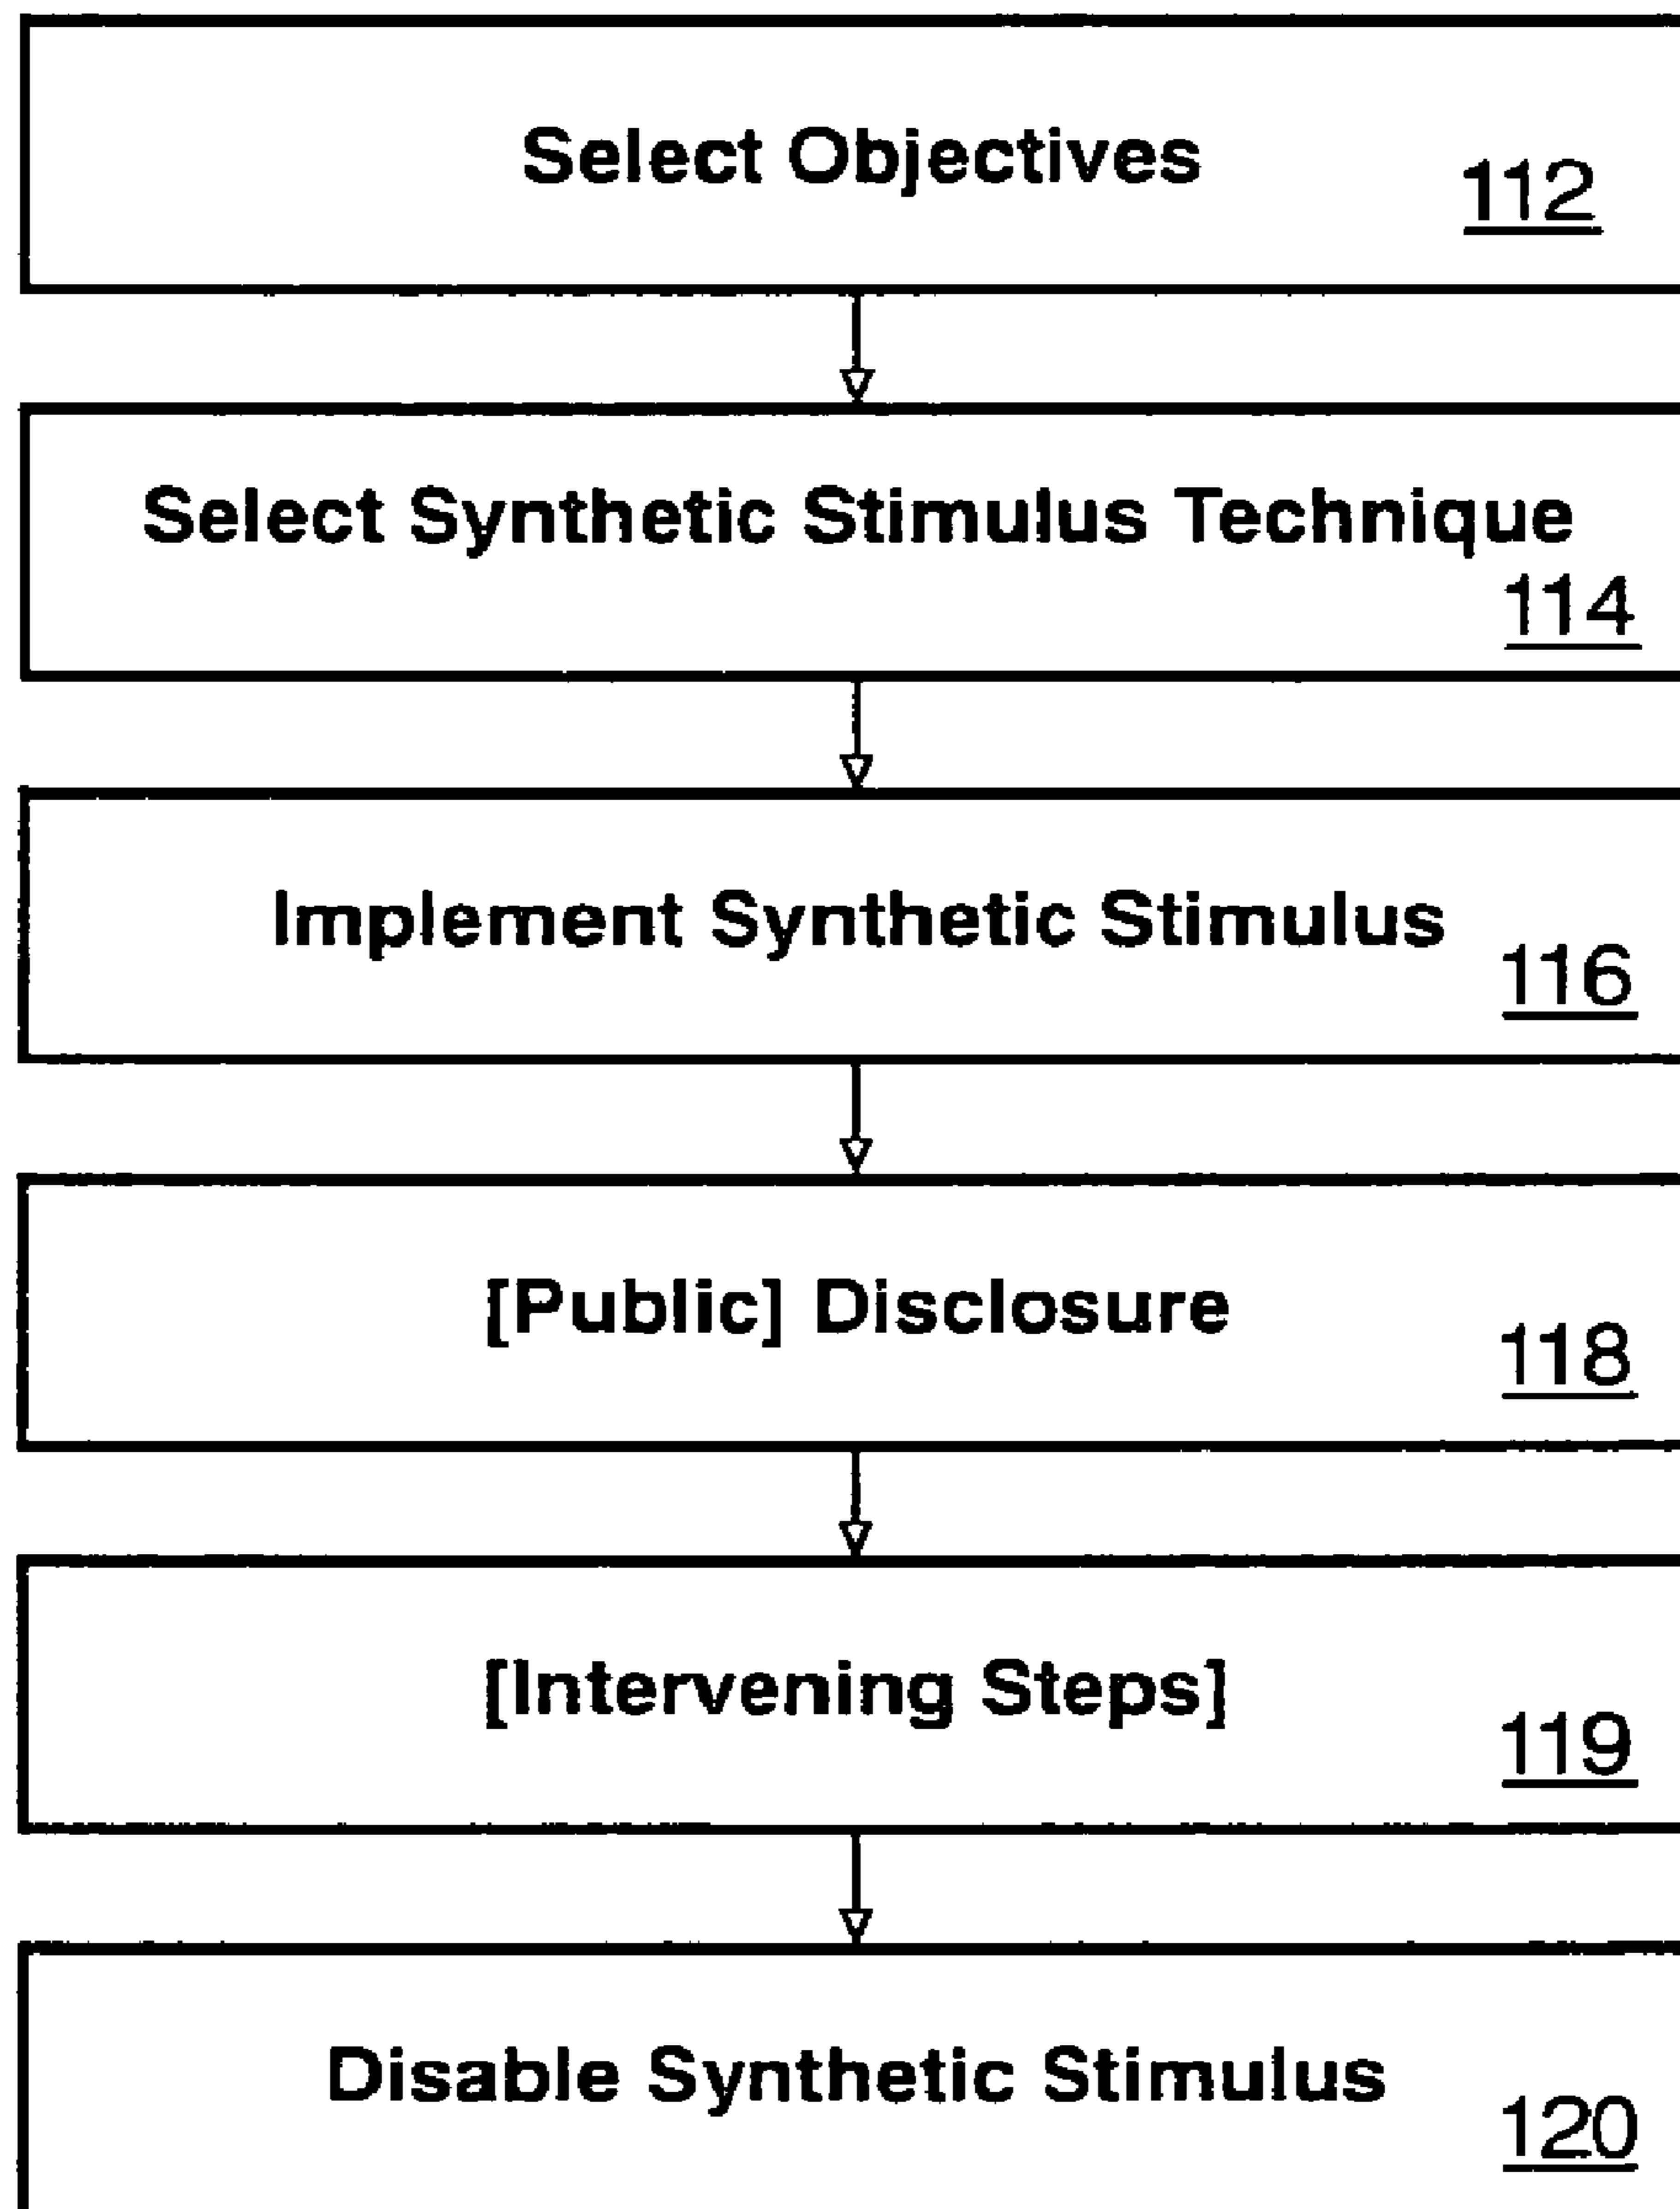 Select Objectives
112
Select Synthetic Stimulus Technique
114
Implement Synthetic Stimulus
116
[Public] Disclosure
118
[Intervening Steps]
119
Disable Synthetic Stimulus
120